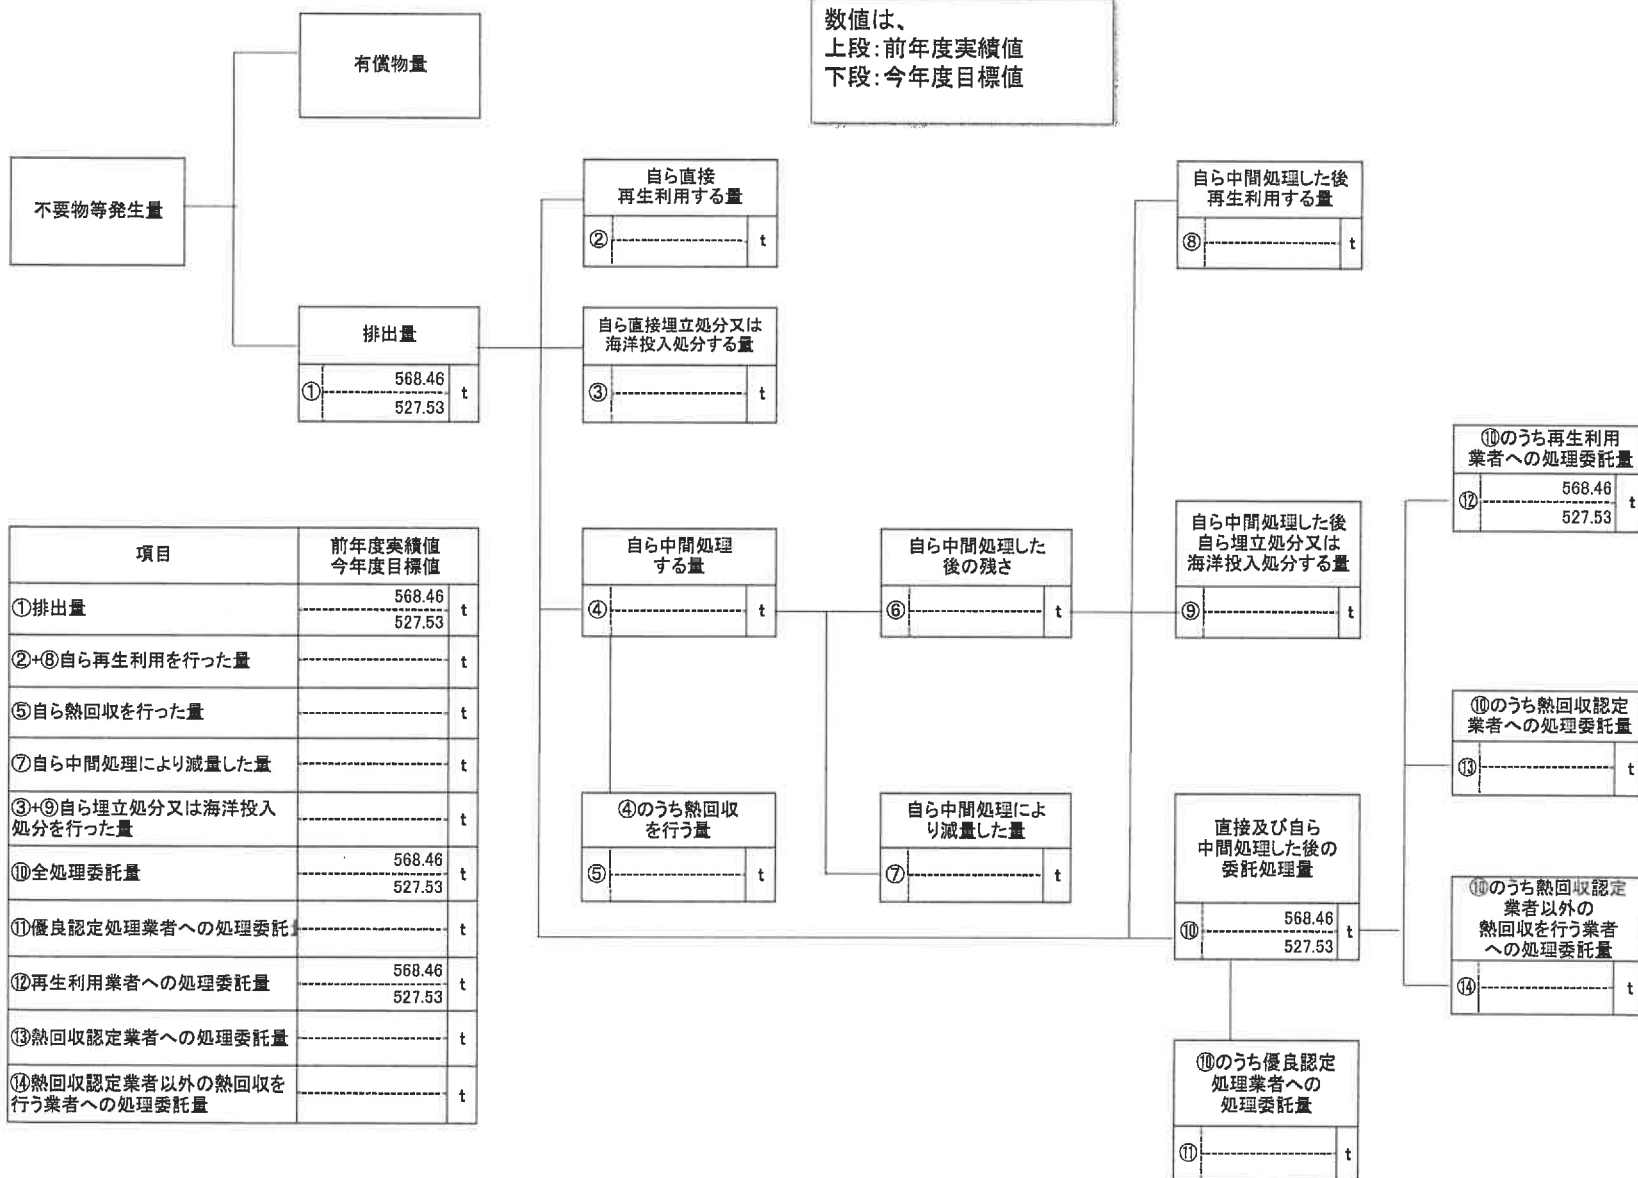 数値は、
上段:前年度実績値
下段:今年度目標値
有償物量
不要物等発生量
排出量
① 568.46 t
527.53
自ら直接
再生利用する量
② t
自ら直接埋立処分又は
海洋投入処分する量
③ t
自ら中間処理した後
再生利用する量
⑧ t
自ら中間処理
する量
④ t
自ら中間処理した
後の残さ
⑥ t
自ら中間処理した後
自ら埋立処分又は
海洋投入処分する量
⑨ t
④のうち熱回収
を行う量
⑤ t
自ら中間処理によ
り減量した量
⑦ t
直接及び自ら
中間処理した後の
委託処理量
⑩ 568.46 t
527.53
⑩のうち優良認定
処理業者への
処理委託量
⑪ t
⑩のうち再生利用
業者への処理委託量
⑫ 568.46 t
527.53
⑩のうち熱回収認定
業者への処理委託量
⑬ t
⑩のうち熱回収認定
業者以外の
熱回収を行う業者
への処理委託量
⑭ t
項目 前年度実績値
今年度目標値
①排出量 568.46 t
527.53
②+⑧自ら再生利用を行った量 t
⑤自ら熱回収を行った量 t
⑦自ら中間処理により減量した量 t
③+⑨自ら埋立処分又は海洋投入
処分を行った量 t
⑩全処理委託量 568.46 t
527.53
⑪優良認定処理業者への処理委託 t
⑫再生利用業者への処理委託量 568.46 t
527.53
⑬熱回収認定業者への処理委託量 t
⑭熱回収認定業者以外の熱回収を
行う業者への処理委託量 t